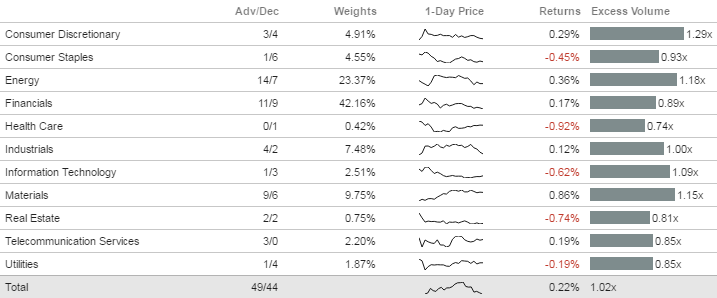 Adv/Dec Weights 1-Day Price Returns Excess Volume
Consumer Discretionary 3/4 4.91% 0.29% 1.29x
Consumer Staples 1/6 4.55% -0.45% 0.93x
Energy 14/7 23.37% 0.36% 1.18x
Financials 11/9 42.16% 0.17% 0.89x
Health Care 0/1 0.42% -0.92% 0.74x
Industrials 4/2 7.48% 0.12% 1.00x
Information Technology 1/3 2.51% -0.62% 1.09x
Materials 9/6 9.75% 0.86% 1.15x
Real Estate 2/2 0.75% -0.74% 0.81x
Telecommunication Services 3/0 2.20% 0.19% 0.85x
Utilities 1/4 1.87% -0.19% 0.85x
Total 49/44 0.22% 1.02x